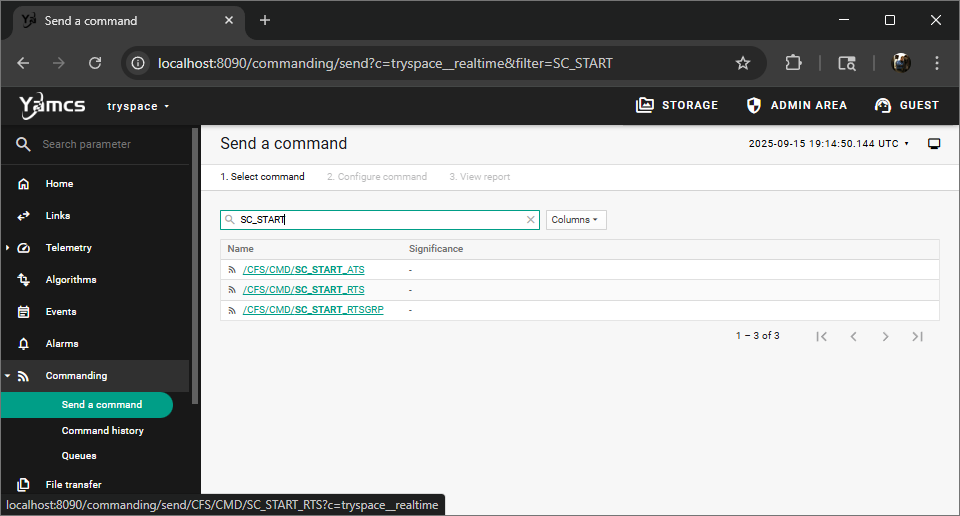 Send a command
localhost:8090/commanding/send?c=tryspace__realtime&filter=SC_START
Yamcs tryspace STORAGE ADMIN AREA GUEST
Search parameter
Home
Links
Telemetry
Algorithms
Events
Alarms
Commanding
Send a command
Command history
Queues
File transfer
Send a command 2025-09-15 19:14:50.144 UTC
1. Select command 2. Configure command 3. View report
SC_START Columns
Name Significance
/CFS/CMD/SC_START_ATS -
/CFS/CMD/SC_START_RTS -
/CFS/CMD/SC_START_RTSGRP -
1 – 3 of 3
localhost:8090/commanding/send/CFS/CMD/SC_START_RTS?c=tryspace__realtime